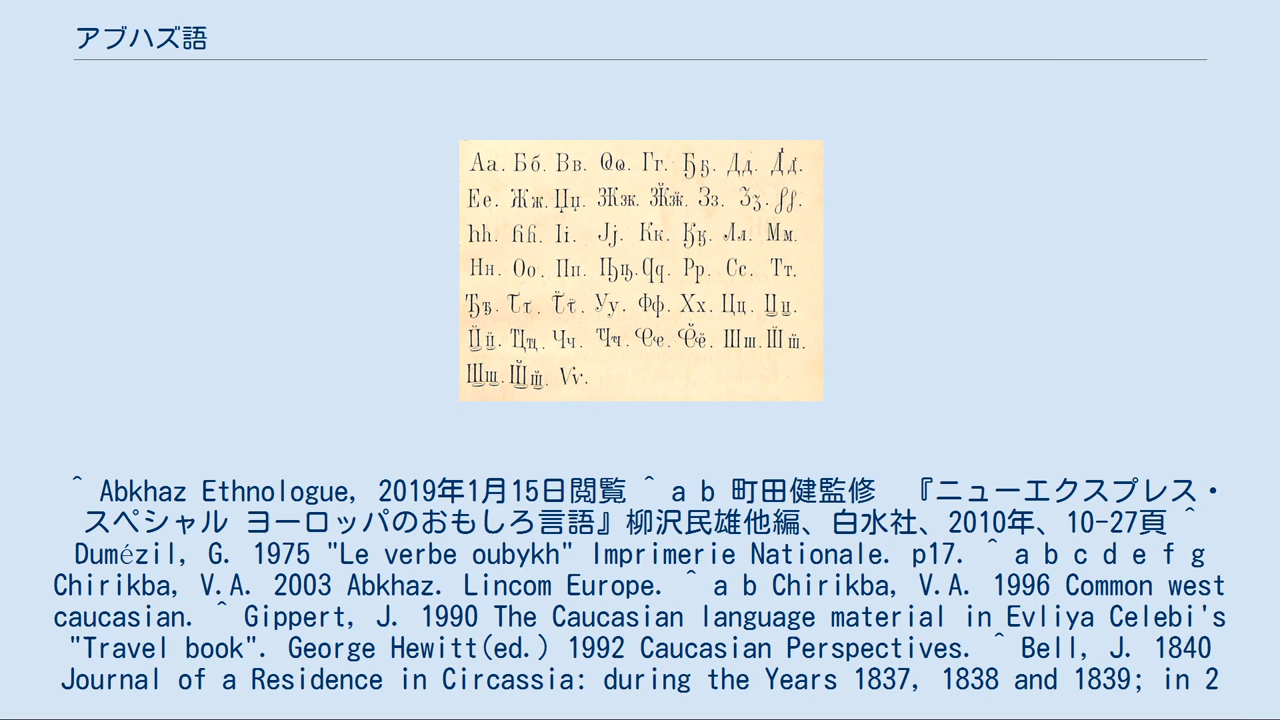 アブハズ語
Аа. Бб. Вв. Гг. Дд.
Ее. Жж. Џџ. Зз. Ӡӡ.
hh. Ii. Jj. Кк. Лл. Мм.
Нн. Оо. Пп. Ҧҧ. Qq. Рр. Сс. Тт.
Уу. Фф. Хх. Цц.
Чч. Шш.
Vv.
^ Abkhaz Ethnologue, 2019年1月15日閲覧 ^ a b 町田健監修　『ニューエクスプレス・
スペシャル ヨーロッパのおもしろ言語』柳沢民雄他編、白水社、2010年、10-27頁 ^
Dumézil, G. 1975 "Le verbe oubykh" Imprimerie Nationale. p17. ^ a b c d e f g
Chirikba, V.A. 2003 Abkhaz. Lincom Europe. ^ a b Chirikba, V.A. 1996 Common west
caucasian. ^ Gippert, J. 1990 The Caucasian language material in Evliya Celebi's
"Travel book". George Hewitt(ed.) 1992 Caucasian Perspectives. ^ Bell, J. 1840
Journal of a Residence in Circassia: during the Years 1837, 1838 and 1839; in 2